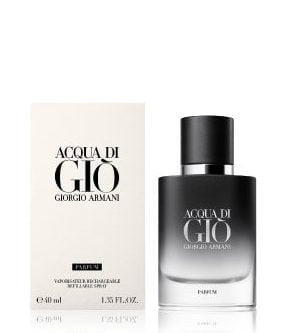 ACQUA DI
GIÒ
GIORGIO ARMANI
PARFUM
VAPORISATEUR RECHARGEABLE
REFILLABLE SPRAY
℮40 ml 1.35 FL.OZ.
ACQUA DI
GIÒ
GIORGIO ARMANI
PARFUM